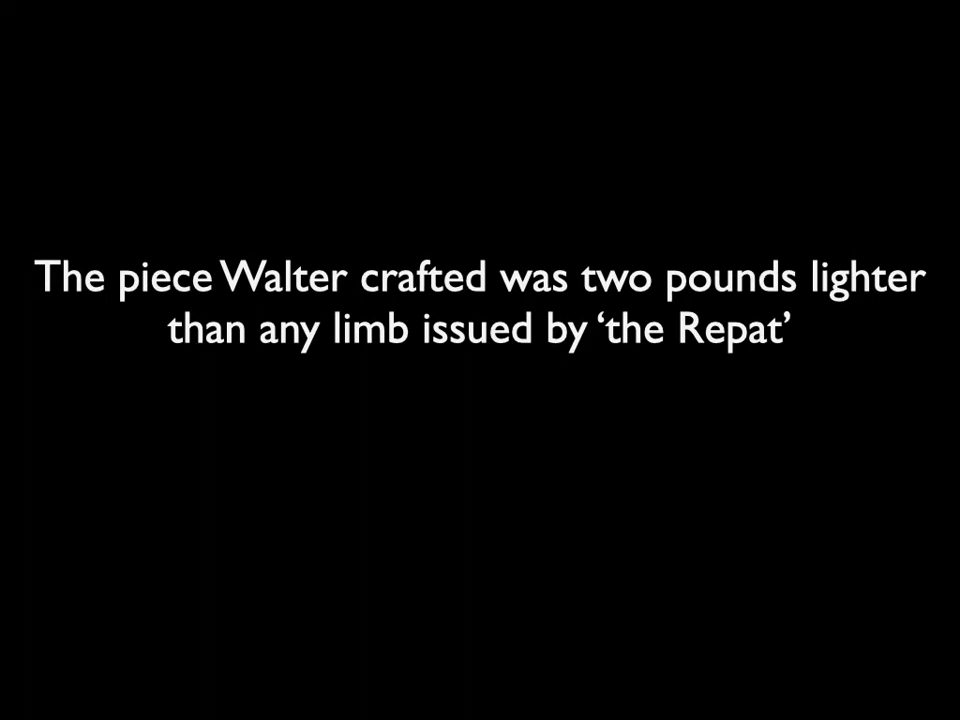 The piece Walter crafted was two pounds lighter
than any limb issued by ‘the Repat’